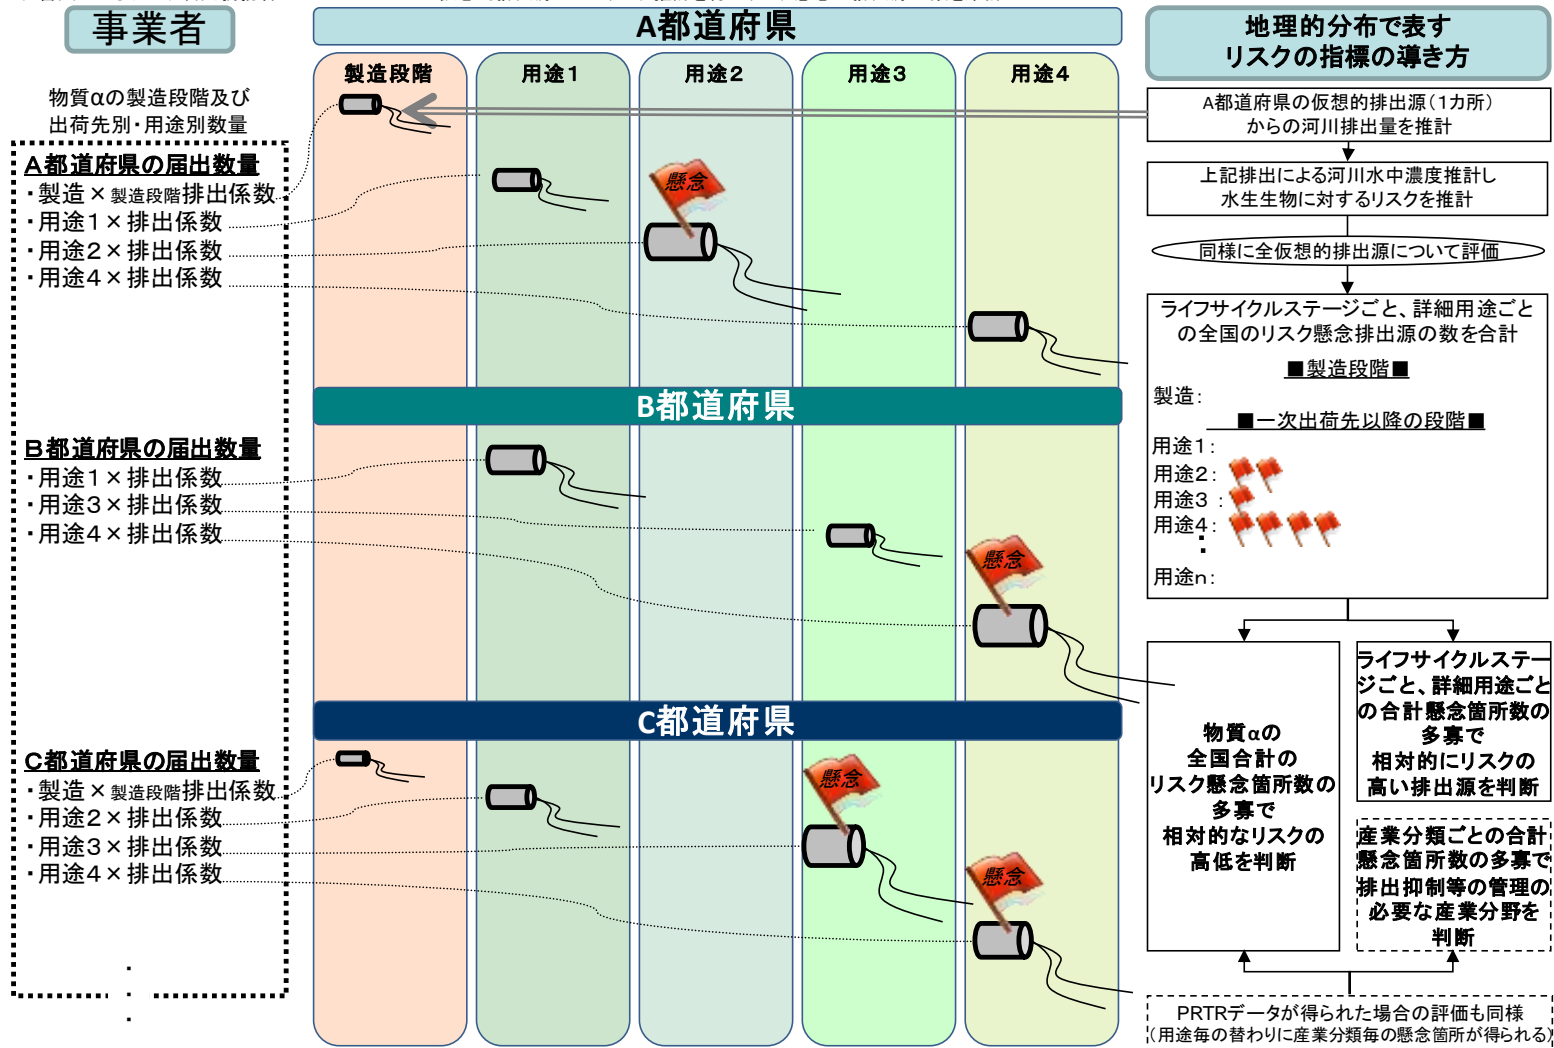 事業者
物質αの製造段階及び
出荷先別・用途別数量
A都道府県の届出数量
・製造×製造段階排出係数
・用途1×排出係数
・用途2×排出係数
・用途4×排出係数
B都道府県の届出数量
・用途1×排出係数
・用途3×排出係数
・用途4×排出係数
C都道府県の届出数量
・製造×製造段階排出係数
・用途2×排出係数
・用途3×排出係数
・用途4×排出係数
・
・
・
A都道府県
製造段階
用途1
用途2
用途3
用途4
懸念
B都道府県
懸念
C都道府県
懸念
懸念
地理的分布で表す
リスクの指標の導き方
A都道府県の仮想的排出源（1カ所）
からの河川排出量を推計
上記排出による河川水中濃度推計し
水生生物に対するリスクを推計
同様に全仮想的排出源について評価
ライフサイクルステージごと、詳細用途ごと
の全国のリスク懸念排出源の数を合計
■製造段階■
製造：
■一次出荷先以降の段階■
用途1：
用途2：
用途3：
用途4：
・
・
用途n：
物質αの
全国合計の
リスク懸念箇所数の
多寡で
相対的なリスクの
高低を判断
ライフサイクルステー
ジごと、詳細用途ごと
の合計懸念箇所数の
多寡で
相対的にリスクの
高い排出源を判断
産業分類ごとの合計
懸念箇所数の多寡で
排出抑制等の管理の
必要な産業分野を
判断
PRTRデータが得られた場合の評価も同様
（用途毎の替わりに産業分類毎の懸念箇所が得られる）